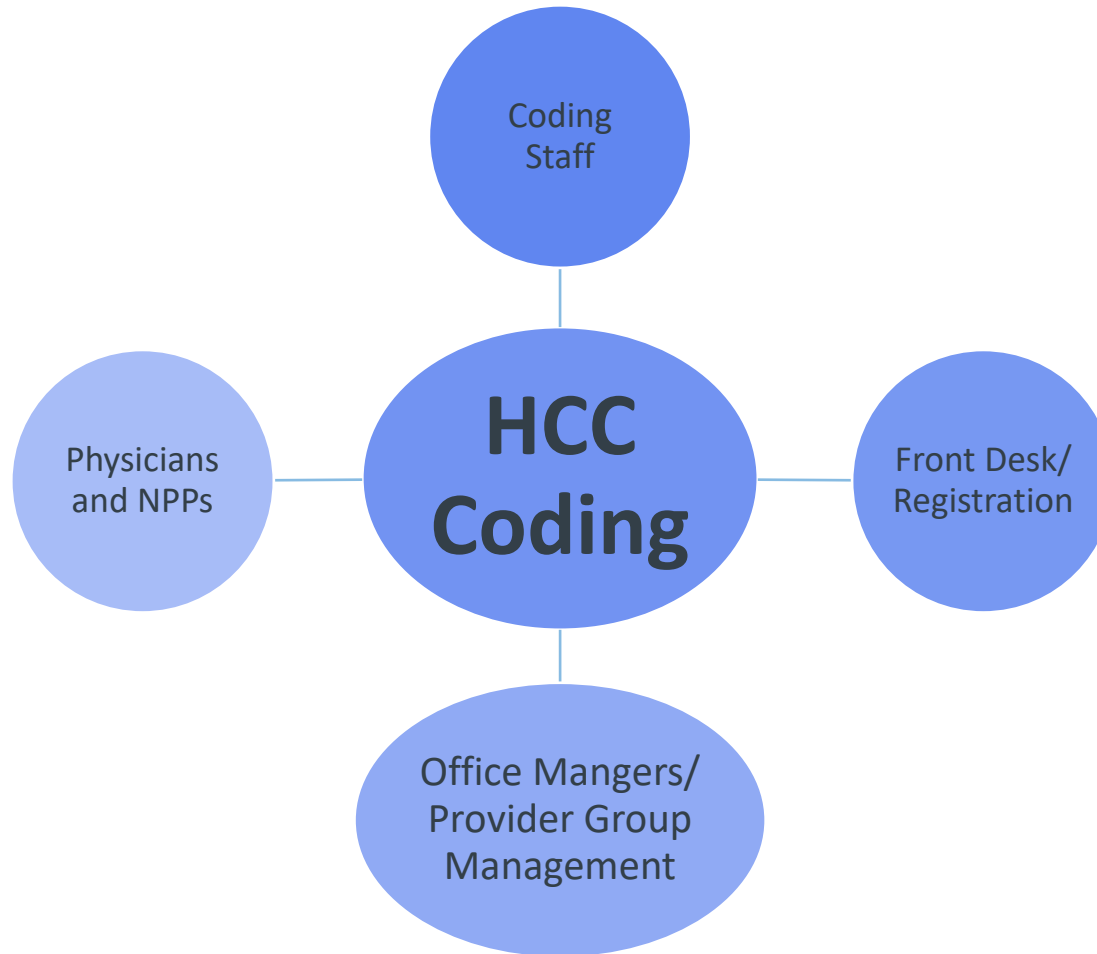 Coding
Staff
Physicians
and NPPs
HCC
Coding
Front Desk/
Registration
Office Mangers/
Provider Group
Management